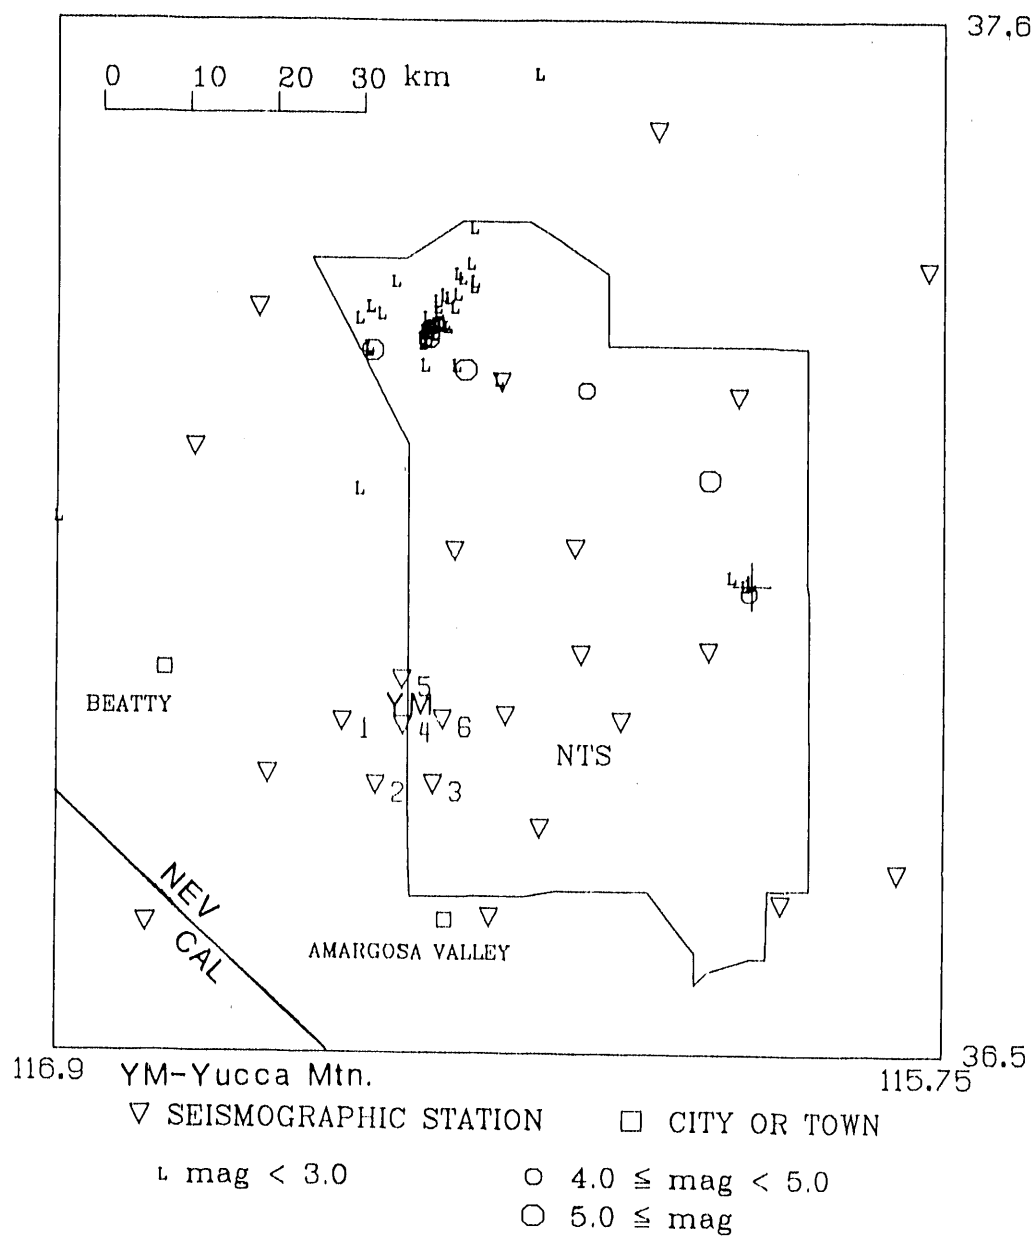 37.6
0 10 20 30 km
BEATTY
5
YM
1 4 6
NTS
2 3
NEV
CAL
AMARGOSA VALLEY
116.9
36.5
115.75
YM-Yucca Mtn.
▽ SEISMOGRAPHIC STATION □ CITY OR TOWN
L mag < 3.0 ○ 4.0 ≦ mag < 5.0
○ 5.0 ≦ mag